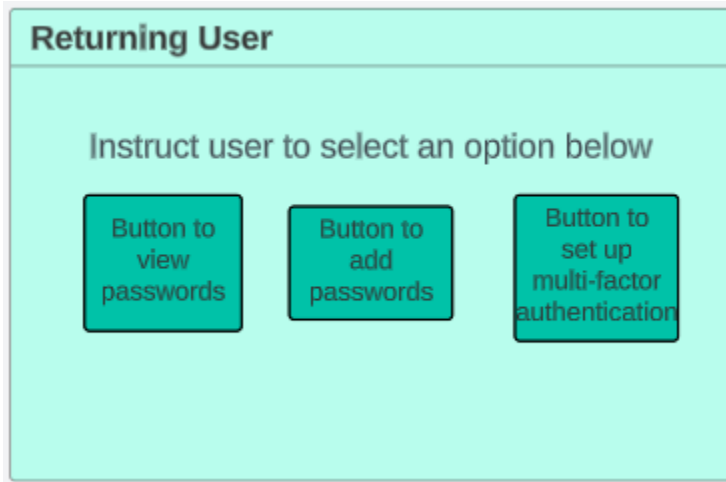 Returning User
Instruct user to select an option below
Button to
view
passwords
Button to
add
passwords
Button to
set up
multi-factor
authentication